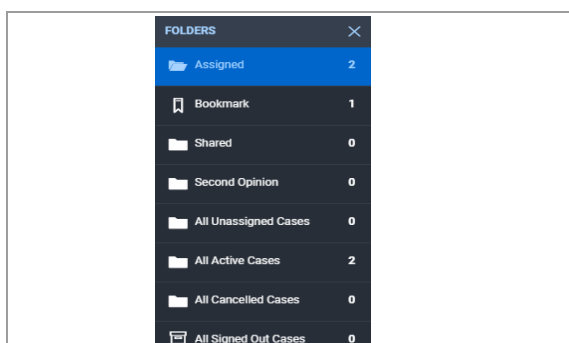 FOLDERS
Assigned 2
Bookmark 1
Shared 0
Second Opinion 0
All Unassigned Cases 0
All Active Cases 2
All Cancelled Cases 0
All Signed Out Cases 0